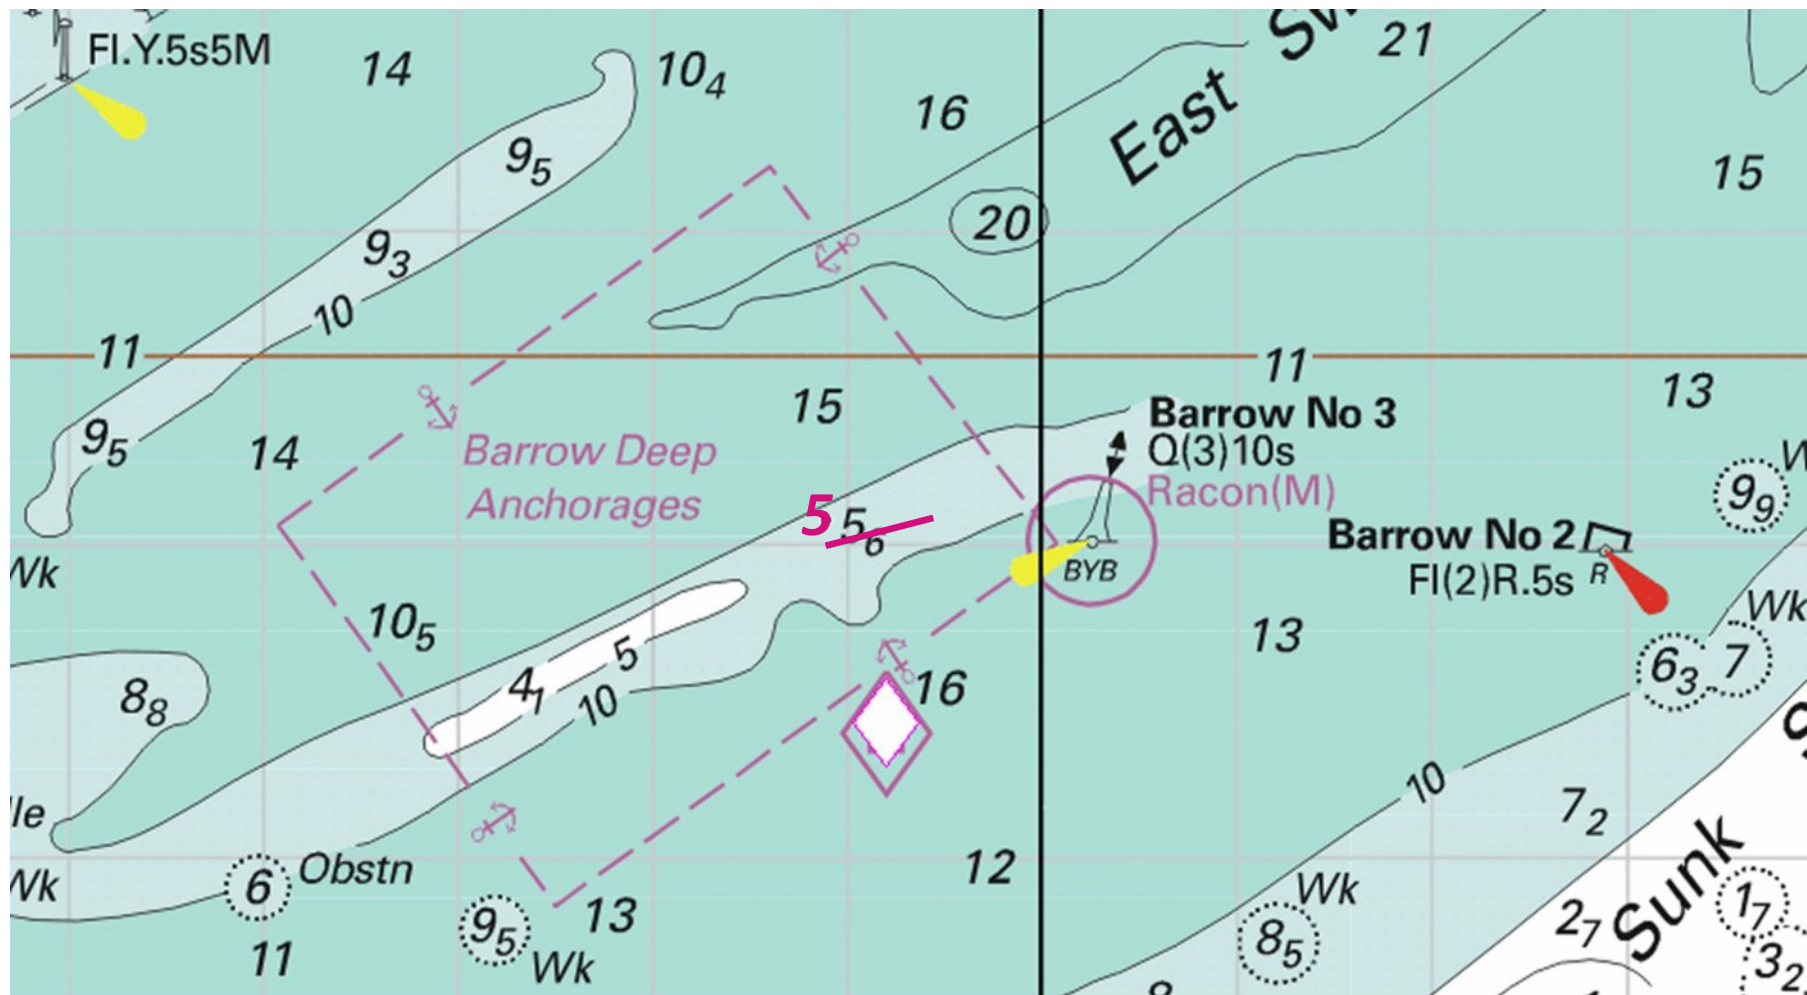 Fl.Y.5s5M
14
10₄
16
East
21
15
9₅
9₃
20
10
11
11
13
15
Barrow No 3
Q(3)10s
Racon(M)
9₅
14
Barrow Deep
Anchorages
5
5₆
9₉
Barrow No 2
Fl(2)R.5s
R
BYB
Wk
10₅
13
Wk
6₃
7
5
4₁
10
16
8₈
10
7₂
le
12
Wk
6
Obstn
Wk
9₅
13
Wk
8₅
2₇
Sunk
1₇
11
3₂